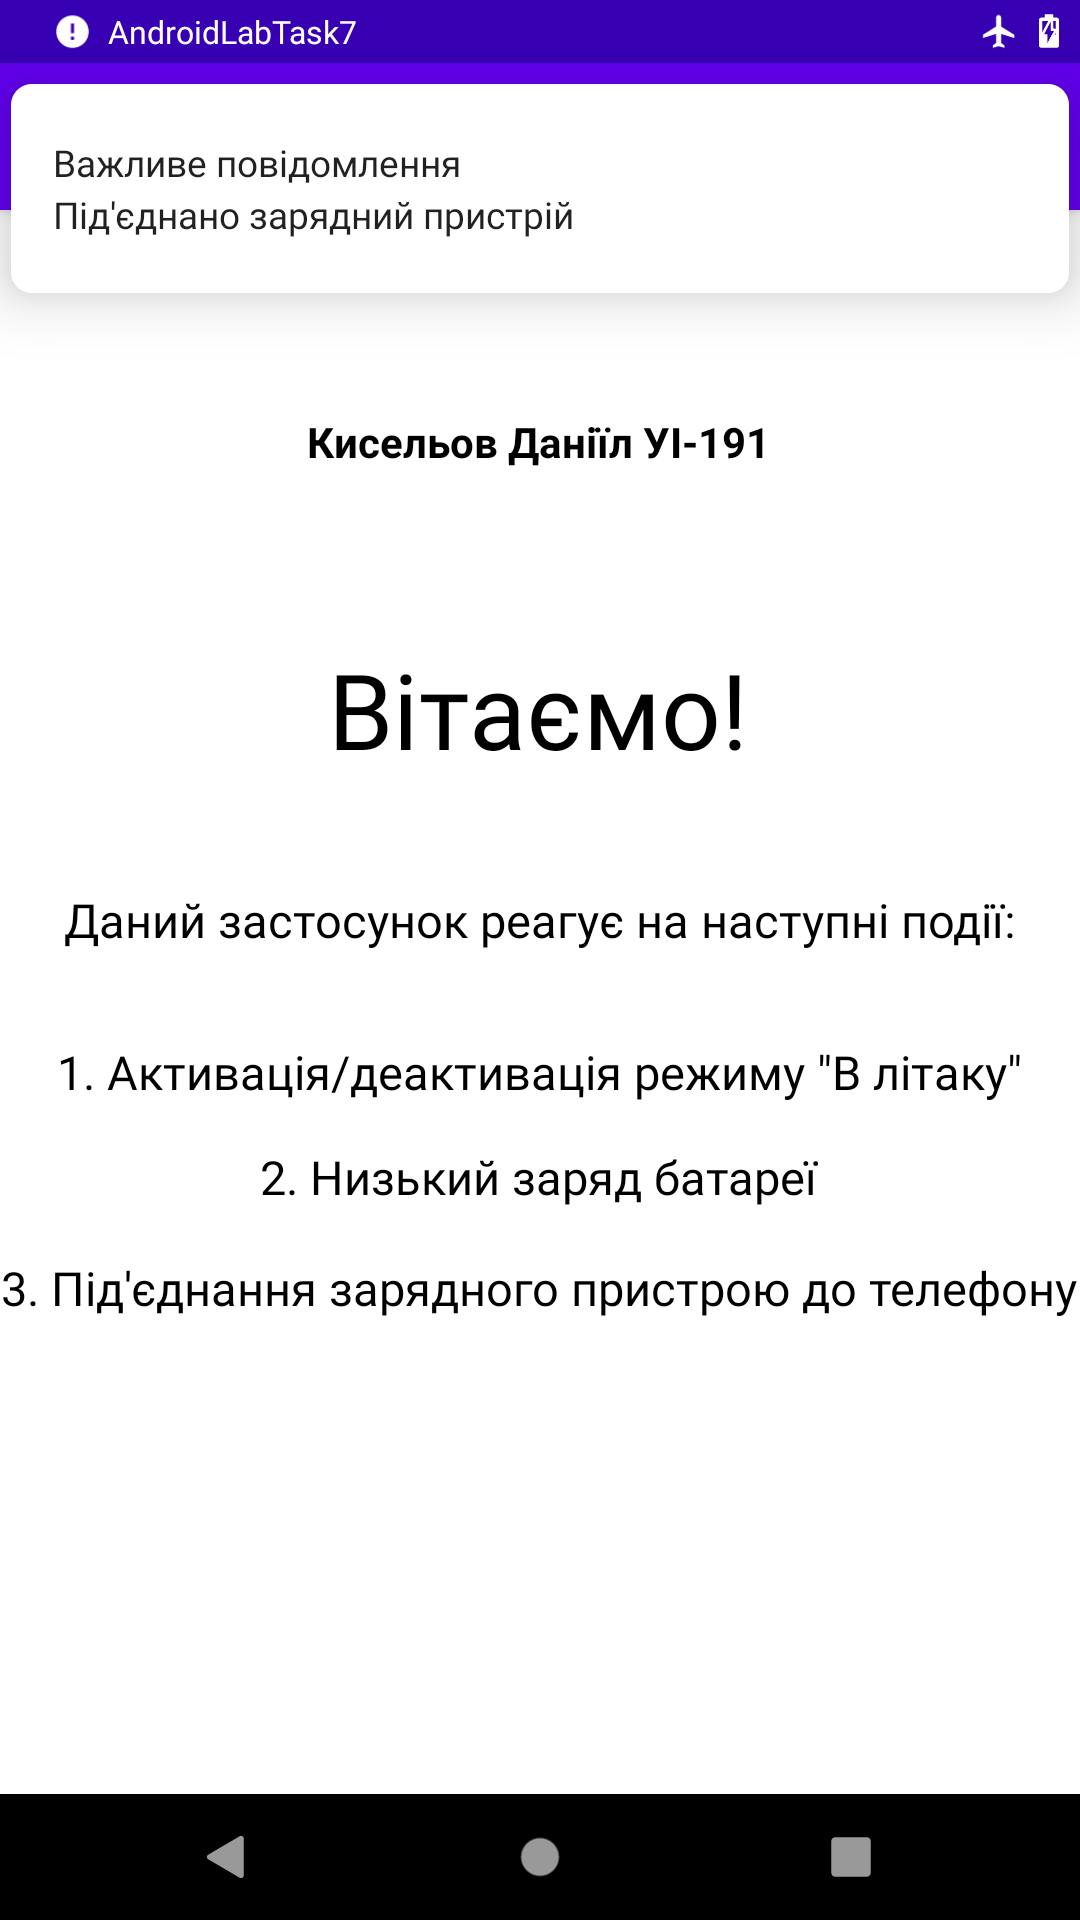 AndroidLabTask7
Важливе повідомлення
Під'єднано зарядний пристрій
Кисельов Данііїл УІ-191
Вітаємо!
Даний застосунок реагує на наступні події:
1. Активація/деактивація режиму "В літаку"
2. Низький заряд батареї
3. Під'єднання зарядного пристрою до телефону